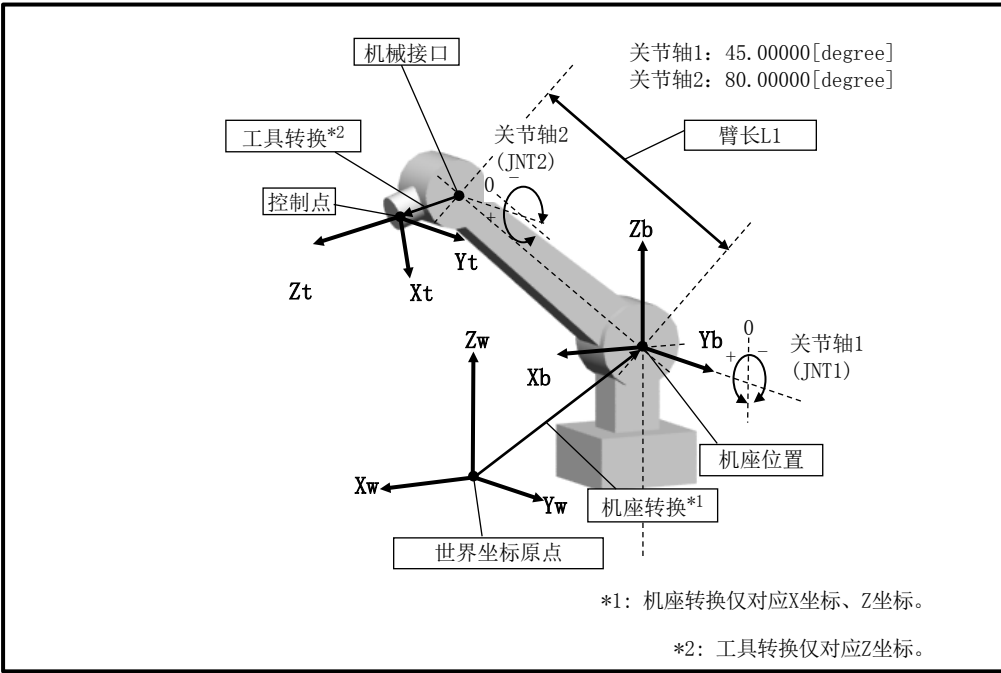 机械接口
关节轴1: 45.00000[degree]
关节轴2: 80.00000[degree]
工具转换*2
关节轴2
(JNT2)
臂长L1
控制点
0
−
+
Zb
Yt
Zt
Xt
Zw
Yb
0
+
−
关节轴1
(JNT1)
Xb
机座位置
Xw
Yw
机座转换*1
世界坐标原点
*1: 机座转换仅对应X坐标、Z坐标。
*2: 工具转换仅对应Z坐标。